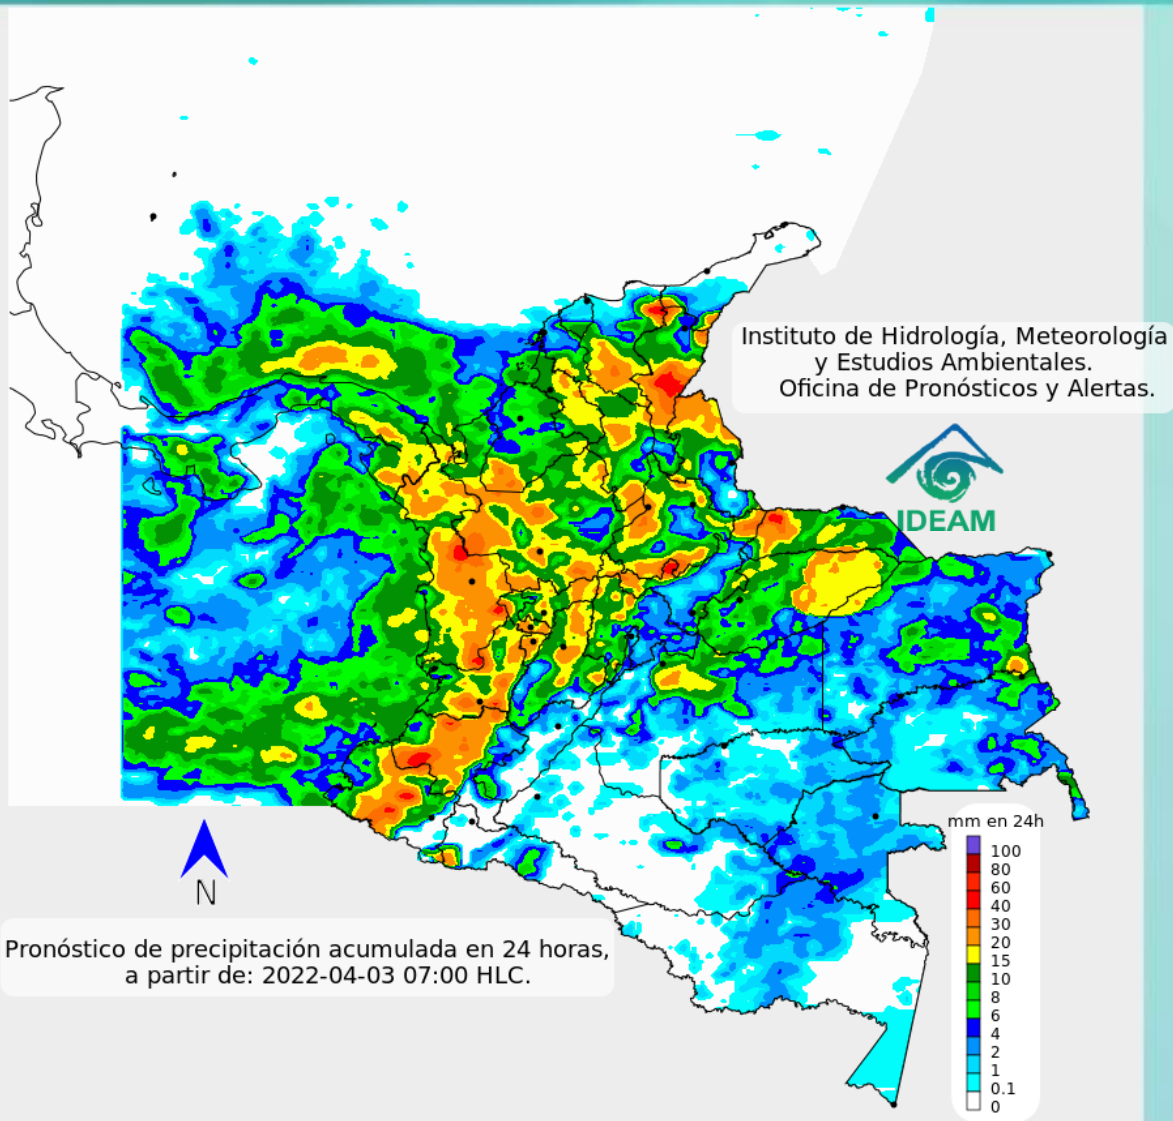 Instituto de Hidrología, Meteorología
y Estudios Ambientales.
Oficina de Pronósticos y Alertas.
IDEAM
mm en 24h
100
80
60
40
30
20
15
10
8
6
4
2
1
0.1
0
N
Pronóstico de precipitación acumulada en 24 horas,
a partir de: 2022-04-03 07:00 HLC.